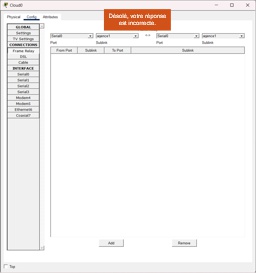 Cloud0
Physical Config Attributes
Désolé, votre réponse
est incorrecte.
GLOBAL
Settings
TV Settings
CONNECTIONS
Frame Relay
DSL
Cable
INTERFACE
Serial0
Serial1
Serial2
Serial3
Modem4
Modem5
Ethernet6
Coaxial7
Serial0 Serial0
Port Sublink Port Sublink
From Port Sublink To Port Sublink
Add Remove
Top